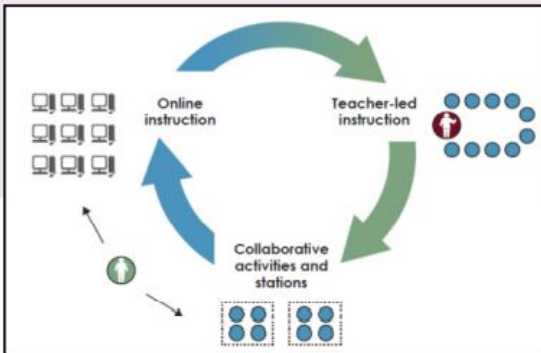 Online
instruction
Teacher-led
instruction
Collaborative
activities and
stations